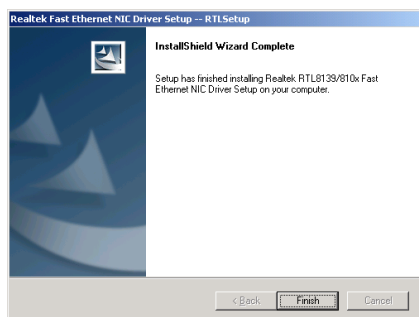 Realtek Fast Ethernet NIC Driver Setup -- RTLSetup
InstallShield Wizard Complete
Setup has finished installing Realtek RTL8139/810x Fast
Ethernet NIC Driver Setup on your computer.
< Back
Finish
Cancel